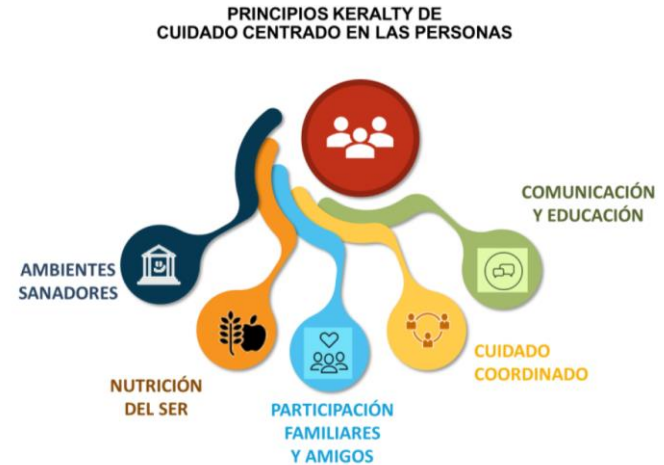 PRINCIPIOS KERALTY DE
CUIDADO CENTRADO EN LAS PERSONAS
COMUNICACIÓN
Y EDUCACIÓN
AMBIENTES
SANADORES
CUIDADO
COORDINADO
NUTRICIÓN
DEL SER
PARTICIPACIÓN
FAMILIARES
Y AMIGOS